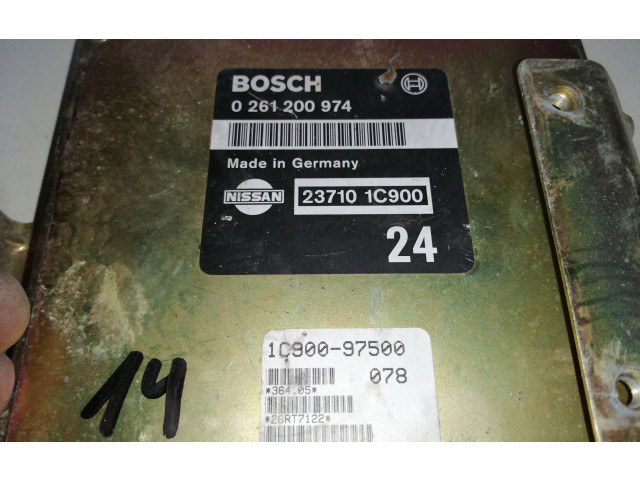 BOSCH
0 261 200 974
Made in Germany
NISSAN 23710 1C900
24
1C900-97500
078
*364.05*
*26RT7122*
14